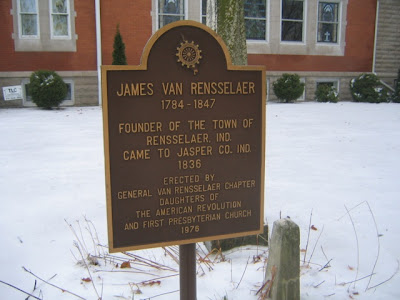 JAMES VAN RENSSELAER
1784-1847
FOUNDER OF THE TOWN OF
RENSSELAER, IND.
CAME TO JASPER CO. IND.
1836
ERECTED BY
GENERAL VAN RENSSELAER CHAPTER
DAUGHTERS OF
THE AMERICAN REVOLUTION
AND FIRST PRESBYTERIAN CHURCH
1976
TLC